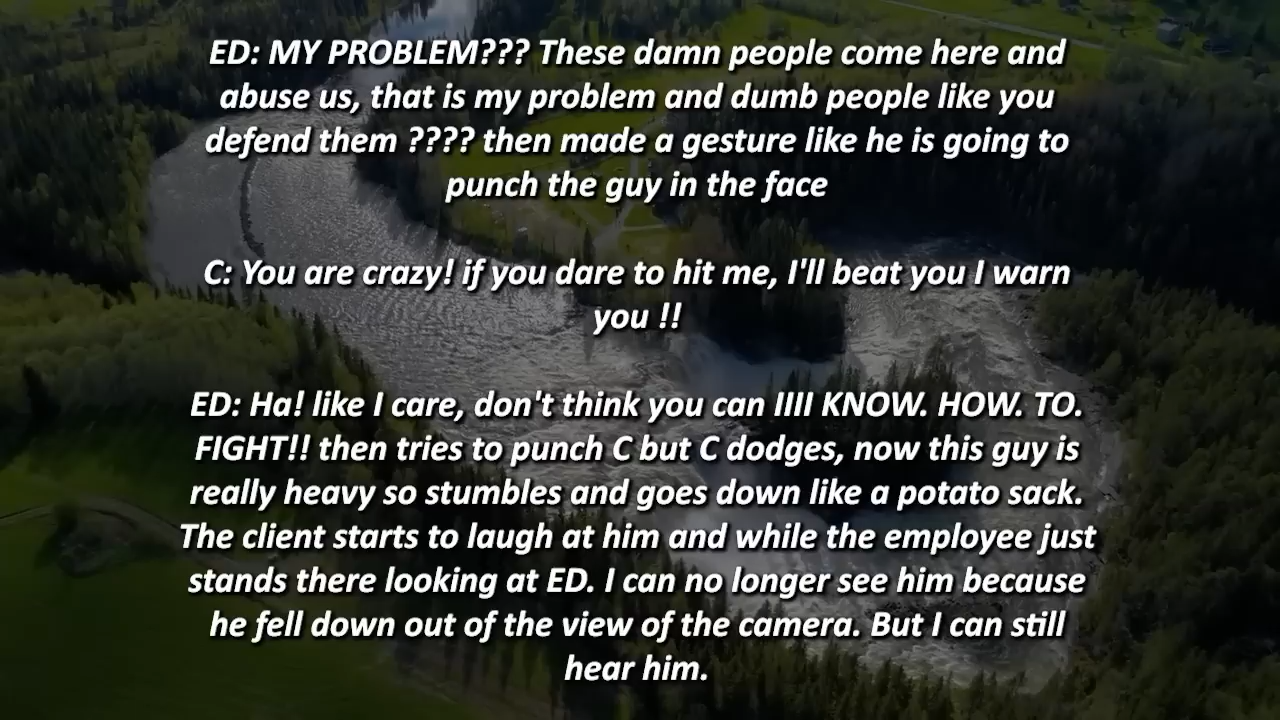 ED: MY PROBLEM??? These damn people come here and
abuse us, that is my problem and dumb people like you
defend them ???? then made a gesture like he is going to
punch the guy in the face
C: You are crazy! if you dare to hit me, I'll beat you I warn
you !!
ED: Ha! like I care, don't think you can IIII KNOW. HOW. TO.
FIGHT!! then tries to punch C but C dodges, now this guy is
really heavy so stumbles and goes down like a potato sack.
The client starts to laugh at him and while the employee just
stands there looking at ED. I can no longer see him because
he fell down out of the view of the camera. But I can still
hear him.